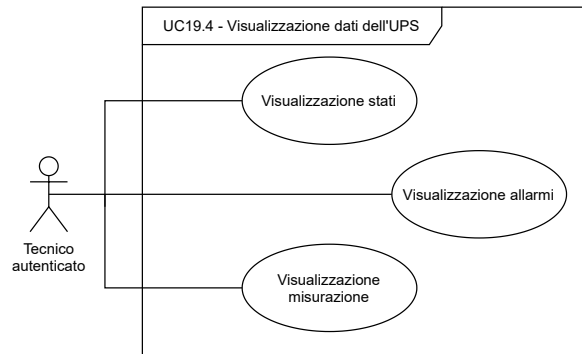 UC19.4 - Visualizzazione dati dell'UPS
Visualizzazione stati
Visualizzazione allarmi
Tecnico
autenticato
Visualizzazione
misurazione